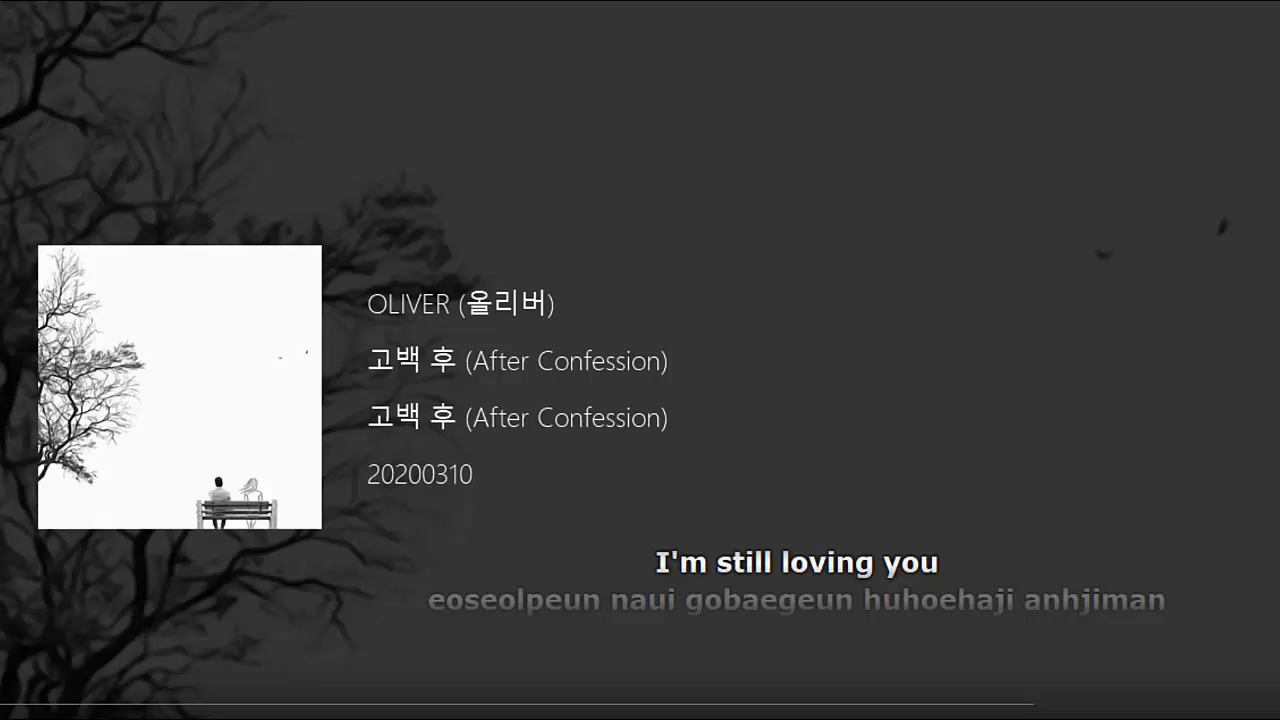 OLIVER (올리버)
고백 후 (After Confession)
고백 후 (After Confession)
20200310
I'm still loving you
eoseolpeun naui gobaegeun huhoehaji anhjiman